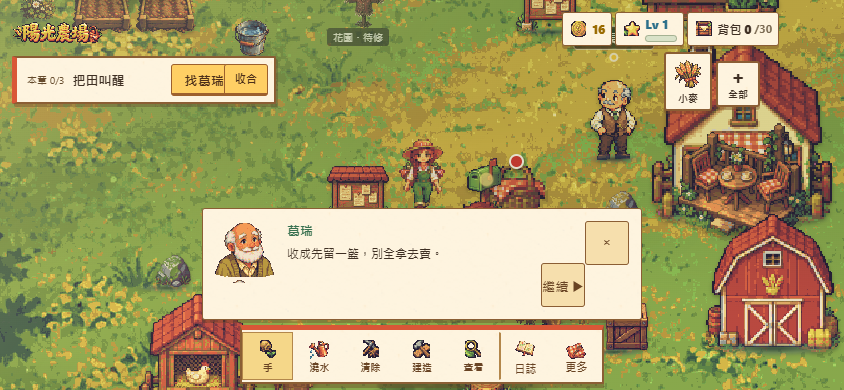 陽光農場
花圃·待修
16
Lv 1
背包 0 /30
本章 0/3 把田叫醒
找葛瑞
收合
小麥
+
全部
葛瑞
收成先留一籃，別全拿去賣。
×
繼續 ▶
手
澆水
清除
建造
查看
日誌
更多